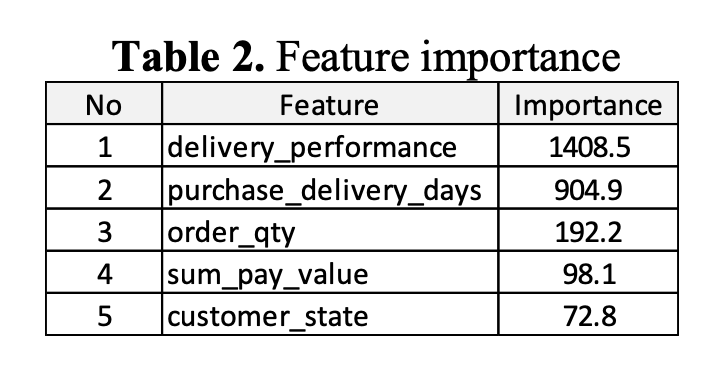 Table 2. Feature importance
No Feature Importance
1 delivery_performance 1408.5
2 purchase_delivery_days 904.9
3 order_qty 192.2
4 sum_pay_value 98.1
5 customer_state 72.8